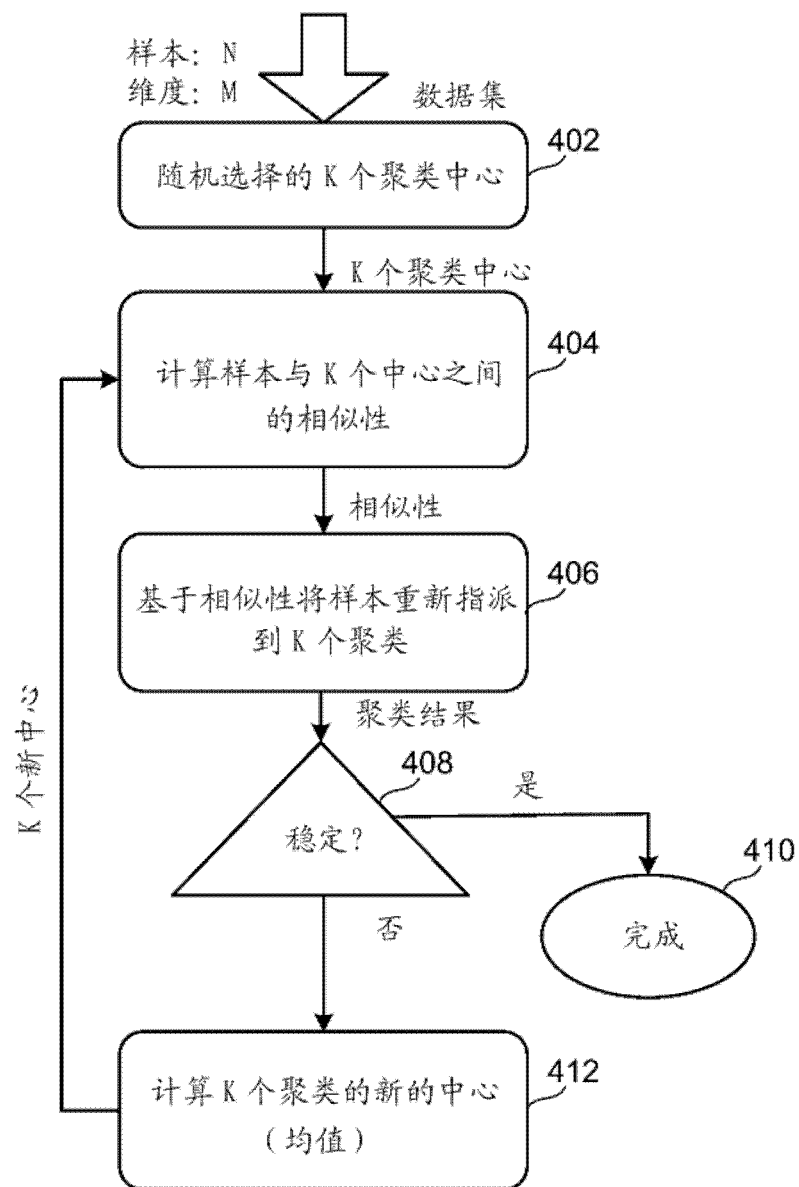 样本: N
维度: M
数据集
402
随机选择的 K 个聚类中心
K 个聚类中心
404
计算样本与 K 个中心之间
的相似性
相似性
406
基于相似性将样本重新指派
到 K 个聚类
聚类结果
408
稳定?
是
410
完成
否
K 个新中心
412
计算 K 个聚类的新的中心
(均值)